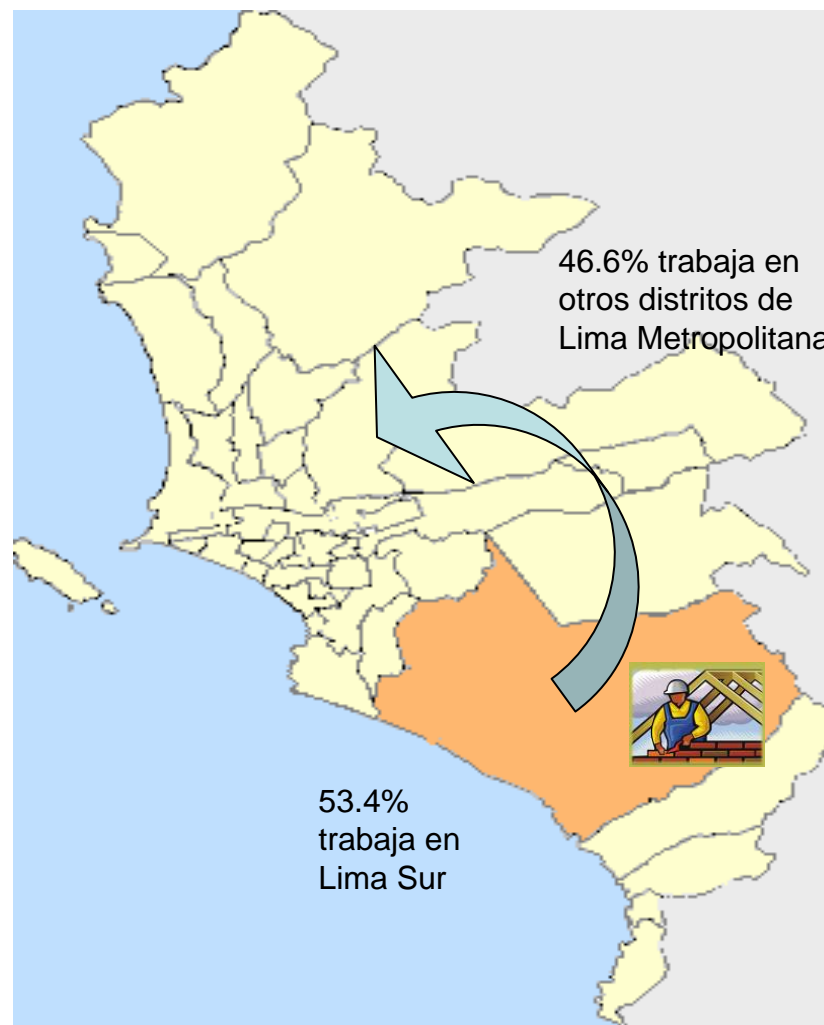 46.6% trabaja en
otros distritos de
Lima Metropolitana
53.4%
trabaja en
Lima Sur